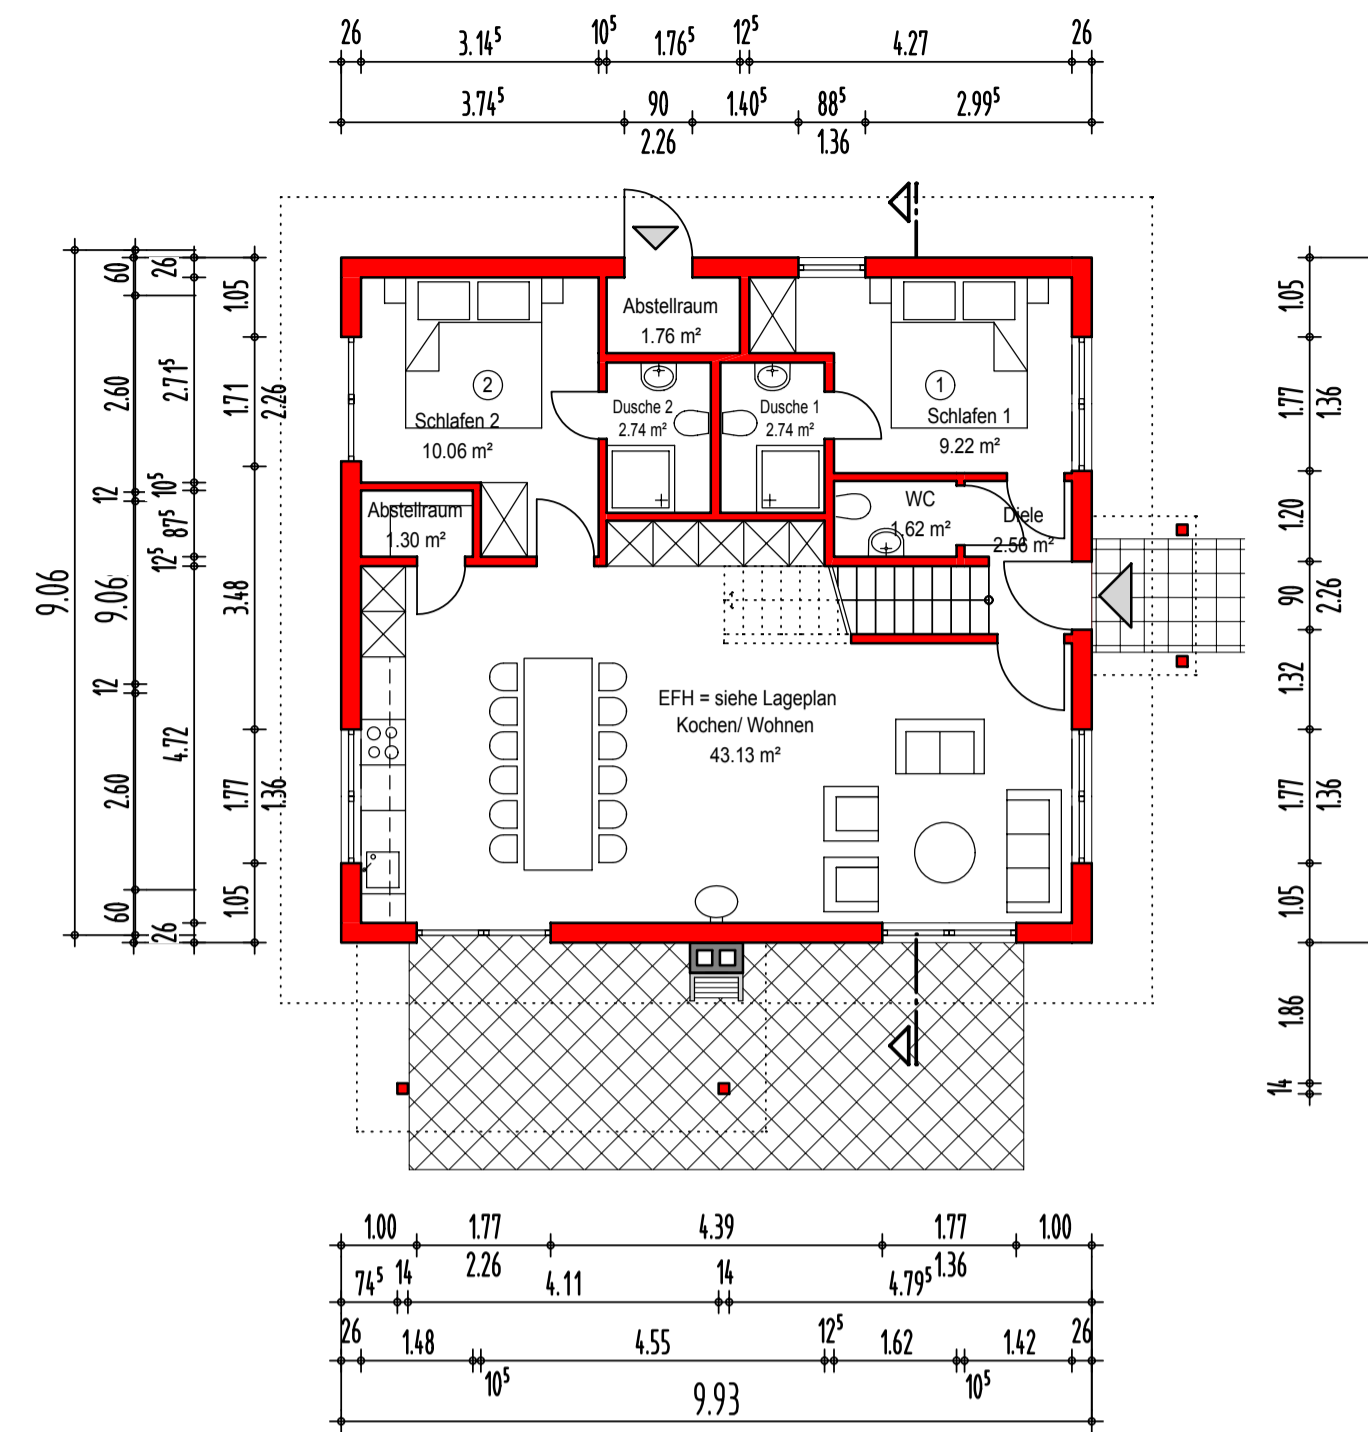 26 3.14⁵ 10⁵ 1.76⁵ 12⁵ 4.27 26
3.74⁵ 90 1.40⁵ 88⁵ 2.99⁵
2.26 1.36
Abstellraum
1.76 m²
2
Schlafen 2
10.06 m²
Dusche 2
2.74 m²
Dusche 1
2.74 m²
1
Schlafen 1
9.22 m²
Abstellraum
1.30 m²
WC
1.62 m²
Diele
2.56 m²
EFH = siehe Lageplan
Kochen/ Wohnen
43.13 m²
9.06
60 2.60 12 9.06 12 2.60 60
26 2.71⁵ 10⁵ 87⁵ 12⁵ 4.72 26
1.05 1.71 3.48 1.77 1.05
2.26 1.36
1.05 1.77 1.20 90 1.32 1.77 1.05 1.86 14
1.36 2.26 1.36
1.00 1.77 4.39 1.77 1.00
2.26 1.36
74⁵ 14 4.11 14 4.79⁵
26 1.48 10⁵ 4.55 12⁵ 1.62 10⁵ 1.42 26
9.93